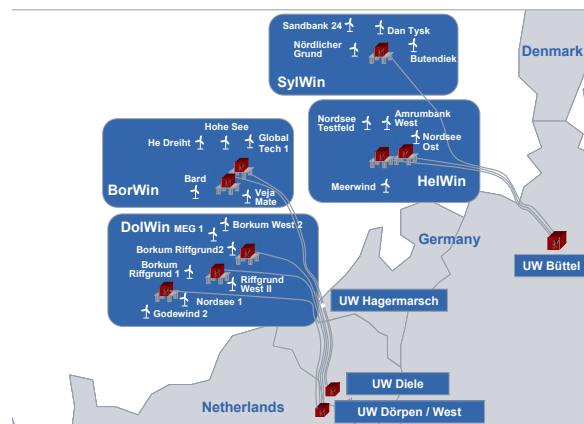 Sandbank 24
Dan Tysk
Nördlicher
Grund
Butendiek
SylWin
Denmark
Nordsee
Testfeld
Amrumbank
West
Nordsee
Ost
Meerwind
HelWin
Hohe See
He Dreiht
Global
Tech 1
Bard
Veja
Mate
BorWin
DolWin
MEG 1
Borkum West 2
Borkum Riffgrund2
Borkum
Riffgrund 1
Riffgrund
West II
Nordsee 1
Godewind 2
Germany
UW Büttel
UW Hagermarsch
UW Diele
Netherlands
UW Dörpen / West